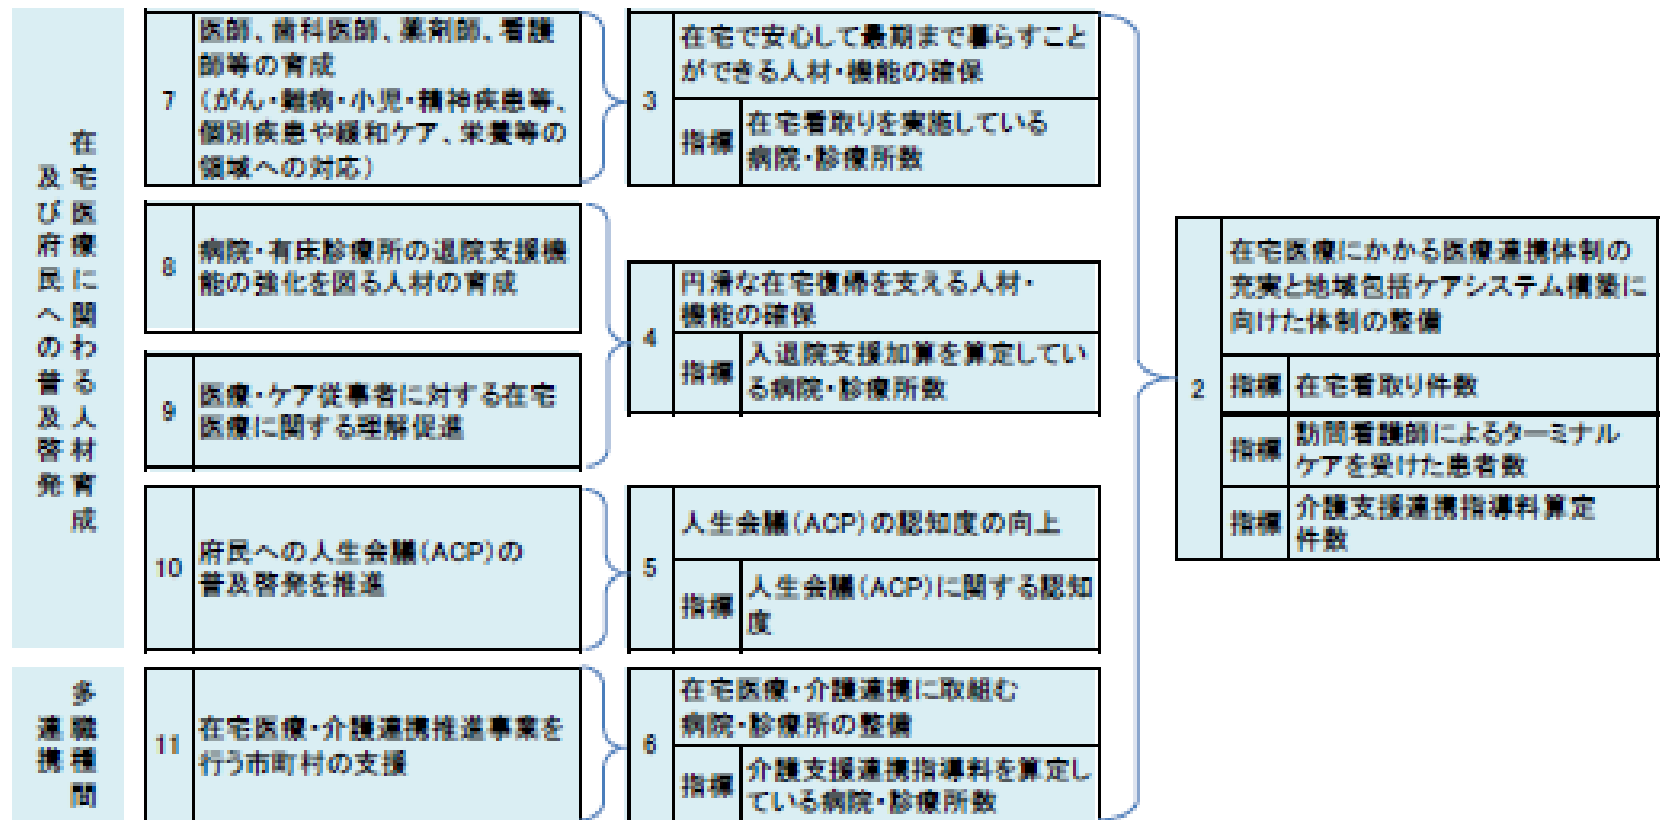 在宅医療に関わる人材育成
及び府民への普及啓発
7
医師、歯科医師、薬剤師、看護
師等の育成
（がん・難病・小児・精神疾患等、
個別疾患や緩和ケア、栄養等の
領域への対応）
3
在宅で安心して最期まで暮らすこと
ができる人材・機能の確保
指標
在宅看取りを実施している
病院・診療所数
8
病院・有床診療所の退院支援機
能の強化を図る人材の育成
9
医療・ケア従事者に対する在宅
医療に関する理解促進
4
円滑な在宅復帰を支える人材・
機能の確保
指標
入退院支援加算を算定してい
る病院・診療所数
10
府民への人生会議(ACP)の
普及啓発を推進
5
人生会議(ACP)の認知度の向上
指標
人生会議(ACP)に関する認知
度
多職種間
連携
11
在宅医療・介護連携推進事業を
行う市町村の支援
6
在宅医療・介護連携に取組む
病院・診療所の整備
指標
介護支援連携指導料を算定し
ている病院・診療所数
2
在宅医療にかかる医療連携体制の
充実と地域包括ケアシステム構築に
向けた体制の整備
指標
在宅看取り件数
指標
訪問看護師によるターミナル
ケアを受けた患者数
指標
介護支援連携指導料算定
件数